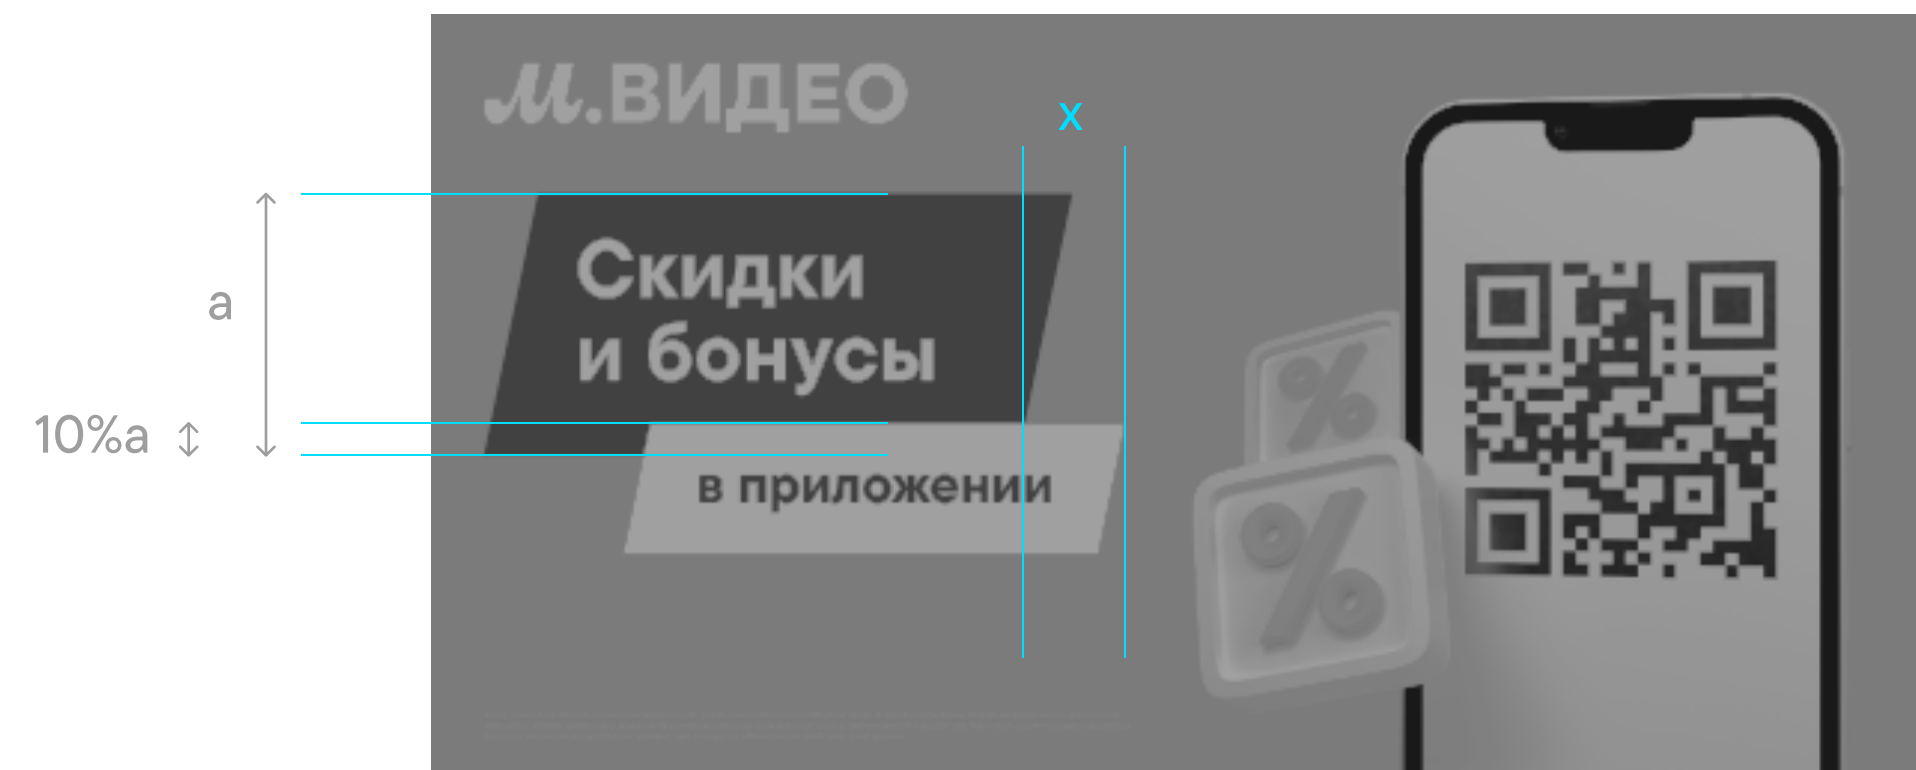 м.ВИДЕО
x
Скидки
и бонусы
a
10%a
в приложении
%
%